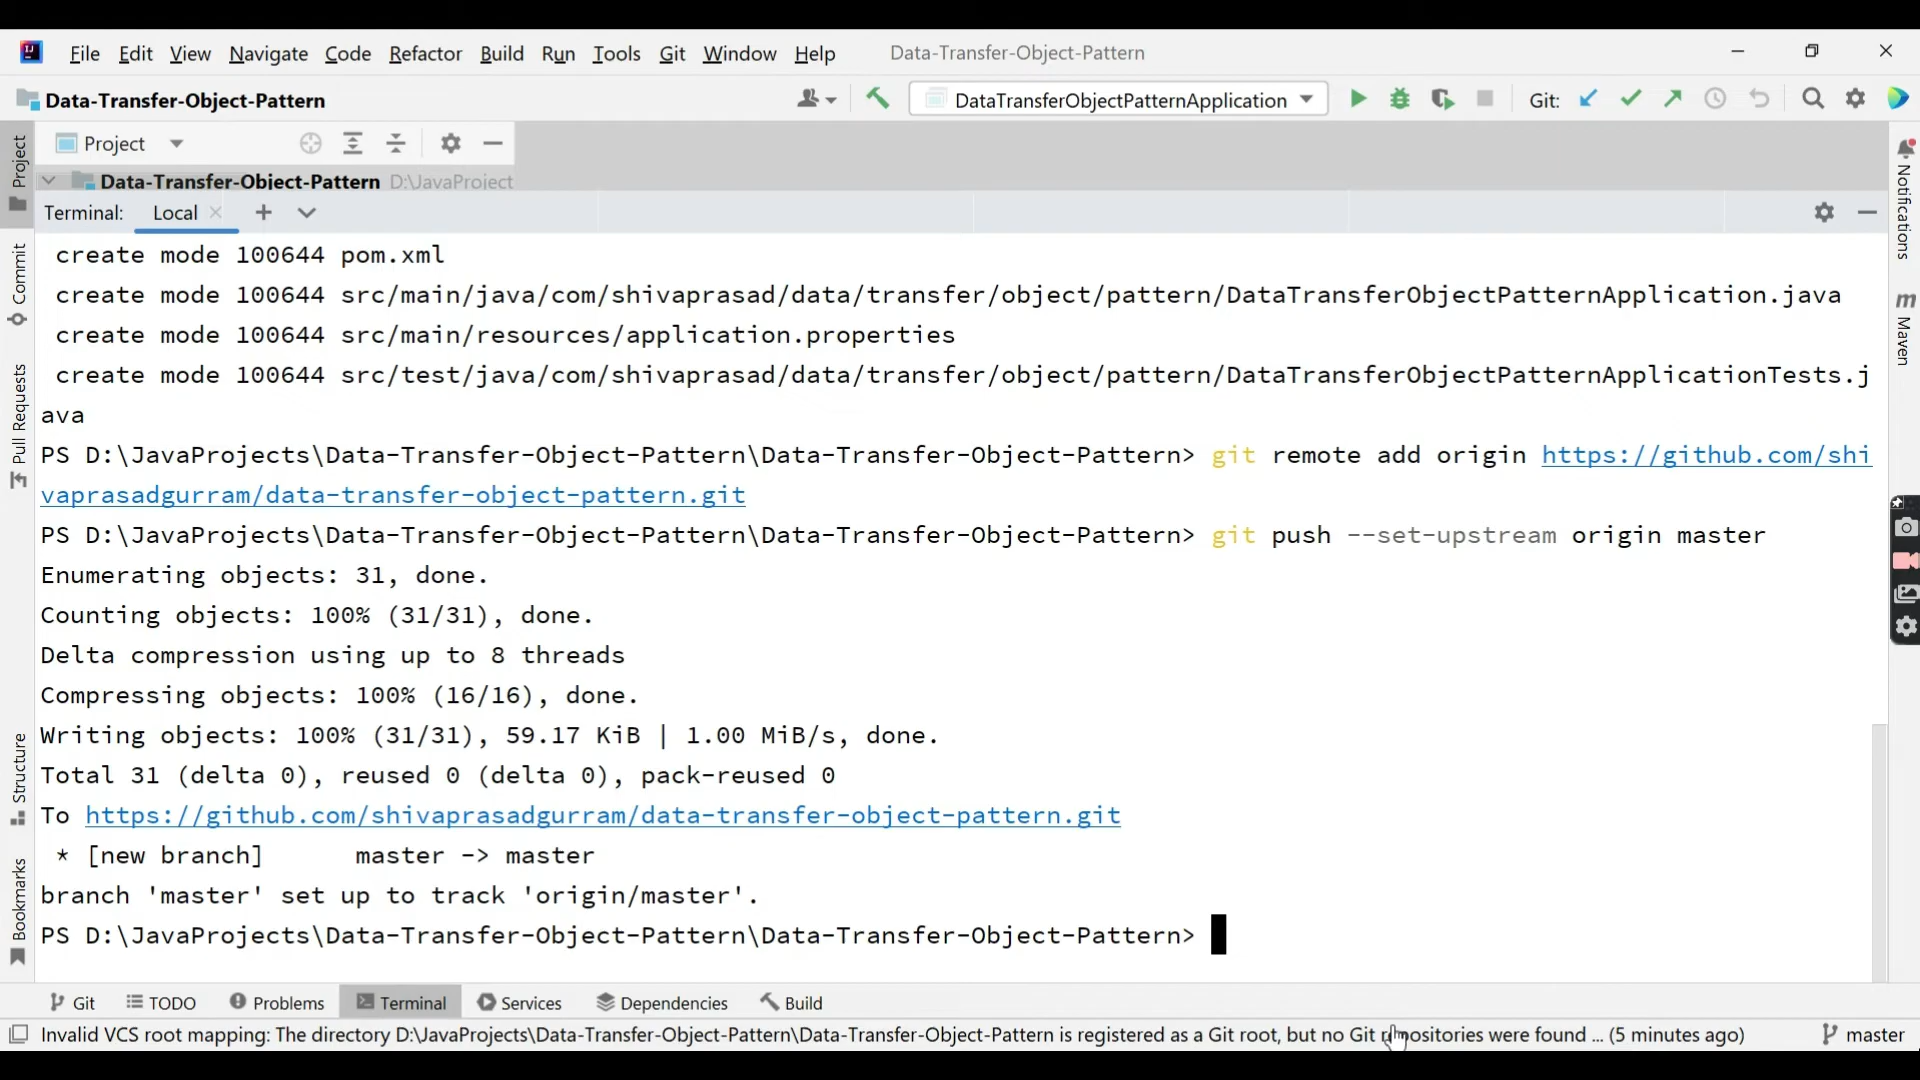 File Edit View Navigate Code Refactor Build Run Tools Git Window Help Data-Transfer-Object-Pattern
Data-Transfer-Object-Pattern DataTransferObjectPatternApplication Git:
Project
Data-Transfer-Object-Pattern D:\JavaProject
Terminal: Local
create mode 100644 pom.xml
create mode 100644 src/main/java/com/shivaprasad/data/transfer/object/pattern/DataTransferObjectPatternApplication.java
create mode 100644 src/main/resources/application.properties
create mode 100644 src/test/java/com/shivaprasad/data/transfer/object/pattern/DataTransferObjectPatternApplicationTests.j
ava
PS D:\JavaProjects\Data-Transfer-Object-Pattern\Data-Transfer-Object-Pattern> git remote add origin https://github.com/shi
vaprasadgurram/data-transfer-object-pattern.git
PS D:\JavaProjects\Data-Transfer-Object-Pattern\Data-Transfer-Object-Pattern> git push --set-upstream origin master
Enumerating objects: 31, done.
Counting objects: 100% (31/31), done.
Delta compression using up to 8 threads
Compressing objects: 100% (16/16), done.
Writing objects: 100% (31/31), 59.17 KiB | 1.00 MiB/s, done.
Total 31 (delta 0), reused 0 (delta 0), pack-reused 0
To https://github.com/shivaprasadgurram/data-transfer-object-pattern.git
* [new branch] master -> master
branch 'master' set up to track 'origin/master'.
PS D:\JavaProjects\Data-Transfer-Object-Pattern\Data-Transfer-Object-Pattern>
Project
Commit
Pull Requests
Structure
Bookmarks
Notifications
m Maven
Git TODO Problems Terminal Services Dependencies Build
Invalid VCS root mapping: The directory D:\JavaProjects\Data-Transfer-Object-Pattern\Data-Transfer-Object-Pattern is registered as a Git root, but no Git repositories were found ... (5 minutes ago) master